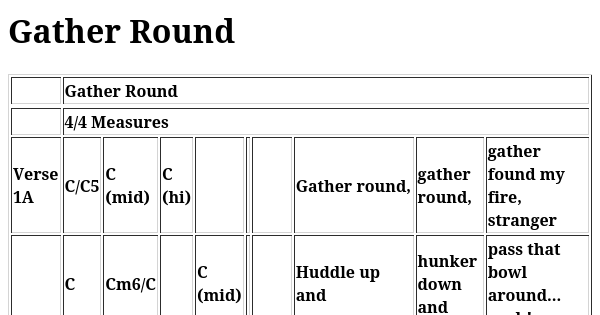 Gather Round
Gather Round
4/4 Measures
Verse 1A C/C5 C (mid) C (hi) Gather round, gather round, gather found my fire, stranger
C Cm6/C C (mid) Huddle up and hunker down and pass that bowl around...